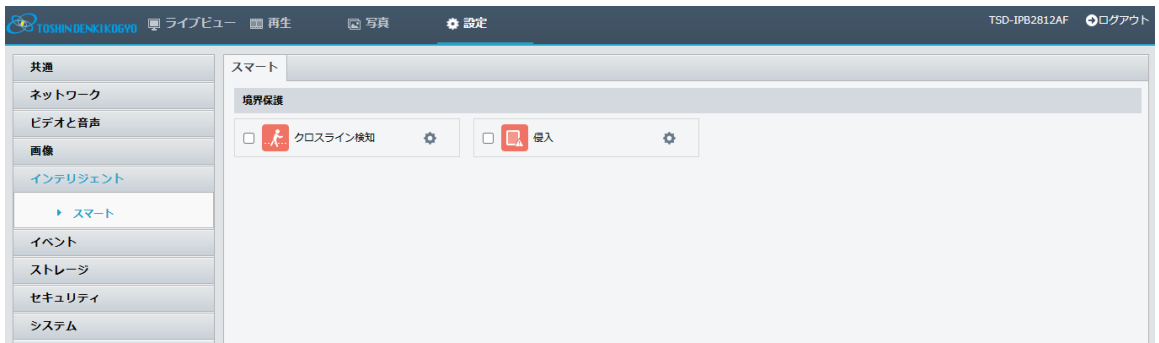 TOSHIN DENKI KOGYO ライブビュー 再生 写真 設定 TSD-IPB2812AF ログアウト
共通
ネットワーク
ビデオと音声
画像
インテリジェント
スマート
イベント
ストレージ
セキュリティ
システム
スマート
境界保護
クロスライン検知 侵入